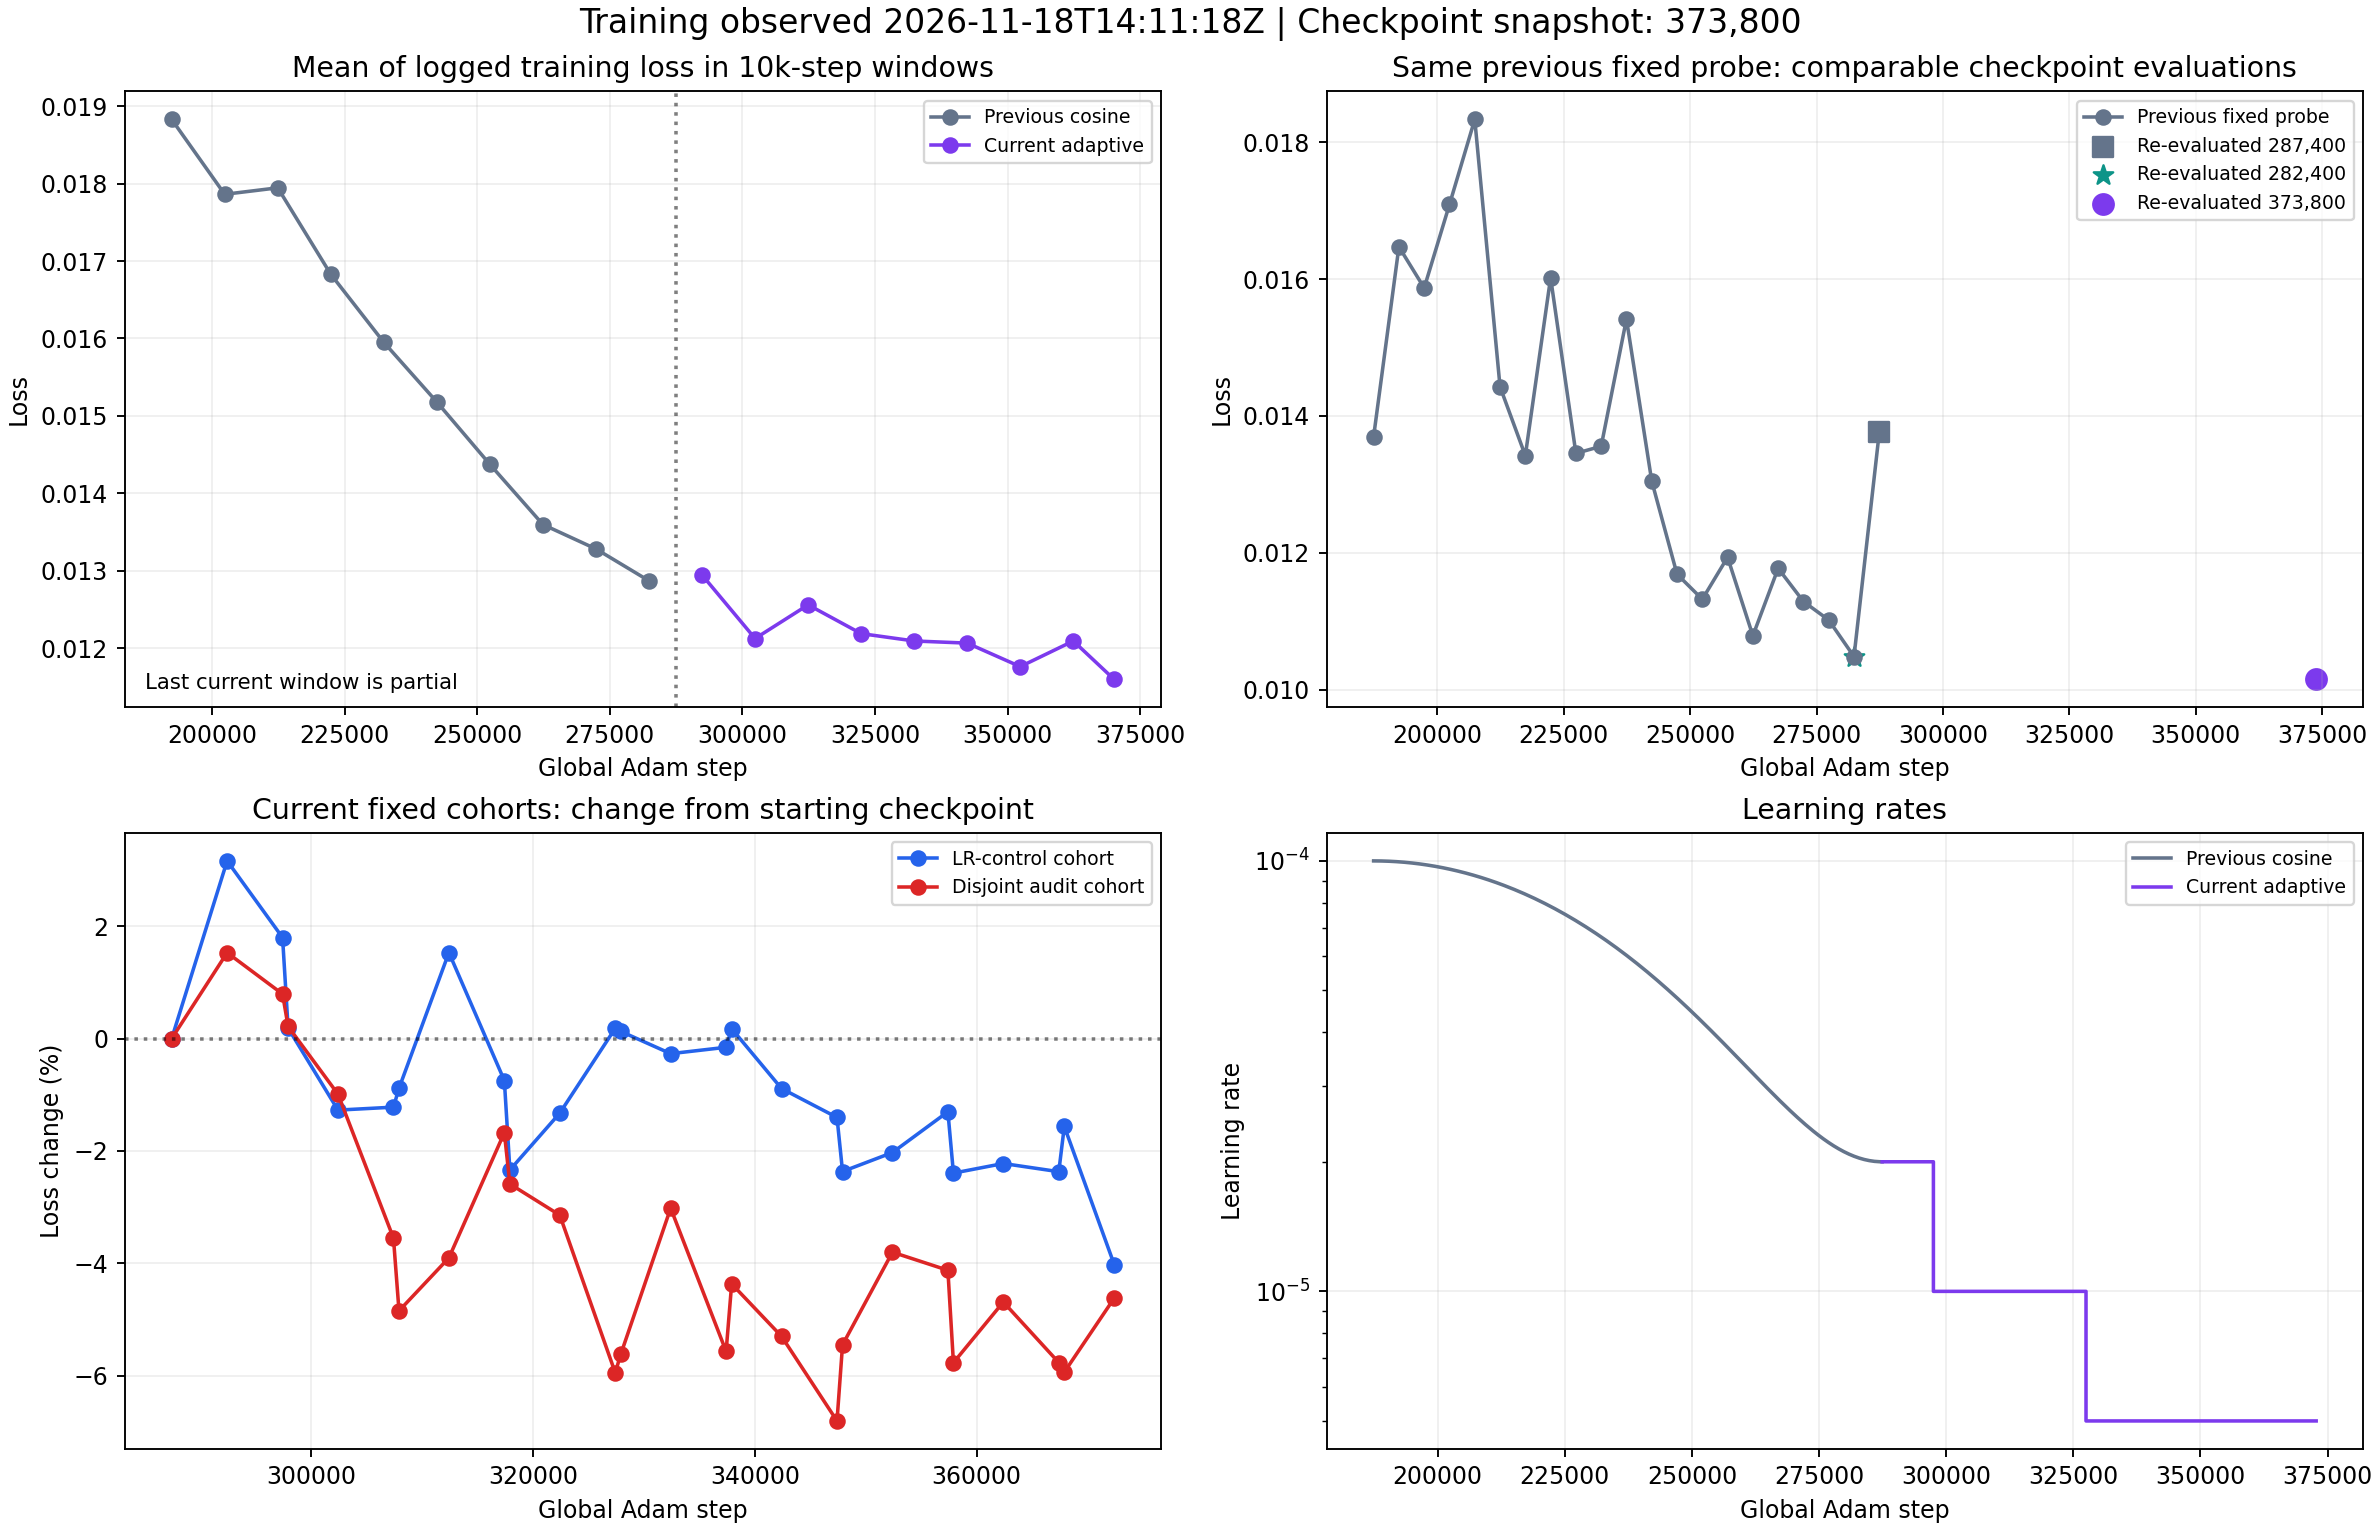 Training observed 2026-11-18T14:11:18Z | Checkpoint snapshot: 373,800
Mean of logged training loss in 10k-step windows
0.019
0.018
0.017
0.016
0.015
0.014
0.013
0.012
Loss
Previous cosine
Current adaptive
Last current window is partial
200000 225000 250000 275000 300000 325000 350000 375000
Global Adam step
Same previous fixed probe: comparable checkpoint evaluations
0.018
0.016
0.014
0.012
0.010
Loss
Previous fixed probe
Re-evaluated 287,400
Re-evaluated 282,400
Re-evaluated 373,800
200000 225000 250000 275000 300000 325000 350000 375000
Global Adam step
Current fixed cohorts: change from starting checkpoint
2
0
−2
−4
−6
Loss change (%)
LR-control cohort
Disjoint audit cohort
300000 320000 340000 360000
Global Adam step
Learning rates
10⁻⁴
10⁻⁵
Learning rate
Previous cosine
Current adaptive
200000 225000 250000 275000 300000 325000 350000 375000
Global Adam step